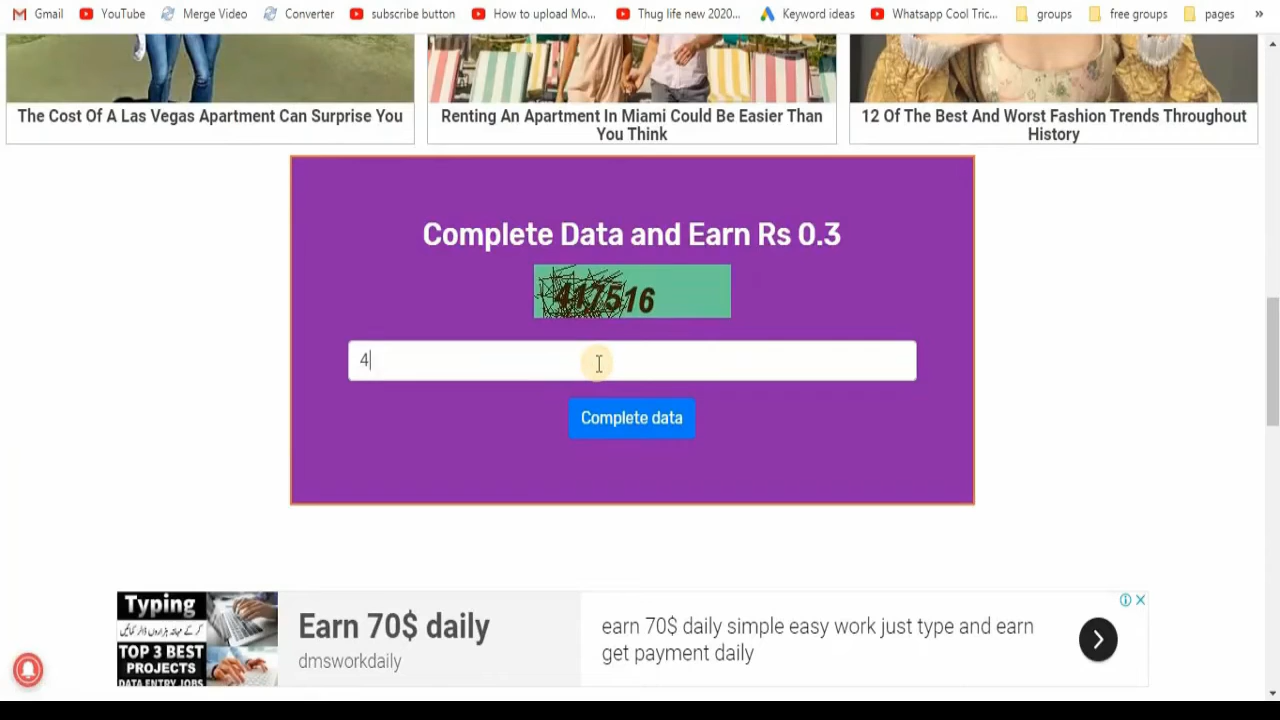 Gmail
YouTube
Merge Video
Converter
subscribe button
How to upload Mo...
Thug life new 2020...
Keyword ideas
Whatsapp Cool Tric...
groups
free groups
pages
»
The Cost Of A Las Vegas Apartment Can Surprise You
Renting An Apartment In Miami Could Be Easier Than
You Think
12 Of The Best And Worst Fashion Trends Throughout
History
Complete Data and Earn Rs 0.3
417516
4
Complete data
Typing
TOP 3 BEST
PROJECTS
DATA ENTRY JOBS
Earn 70$ daily
dmsworkdaily
earn 70$ daily simple easy work just type and earn
get payment daily